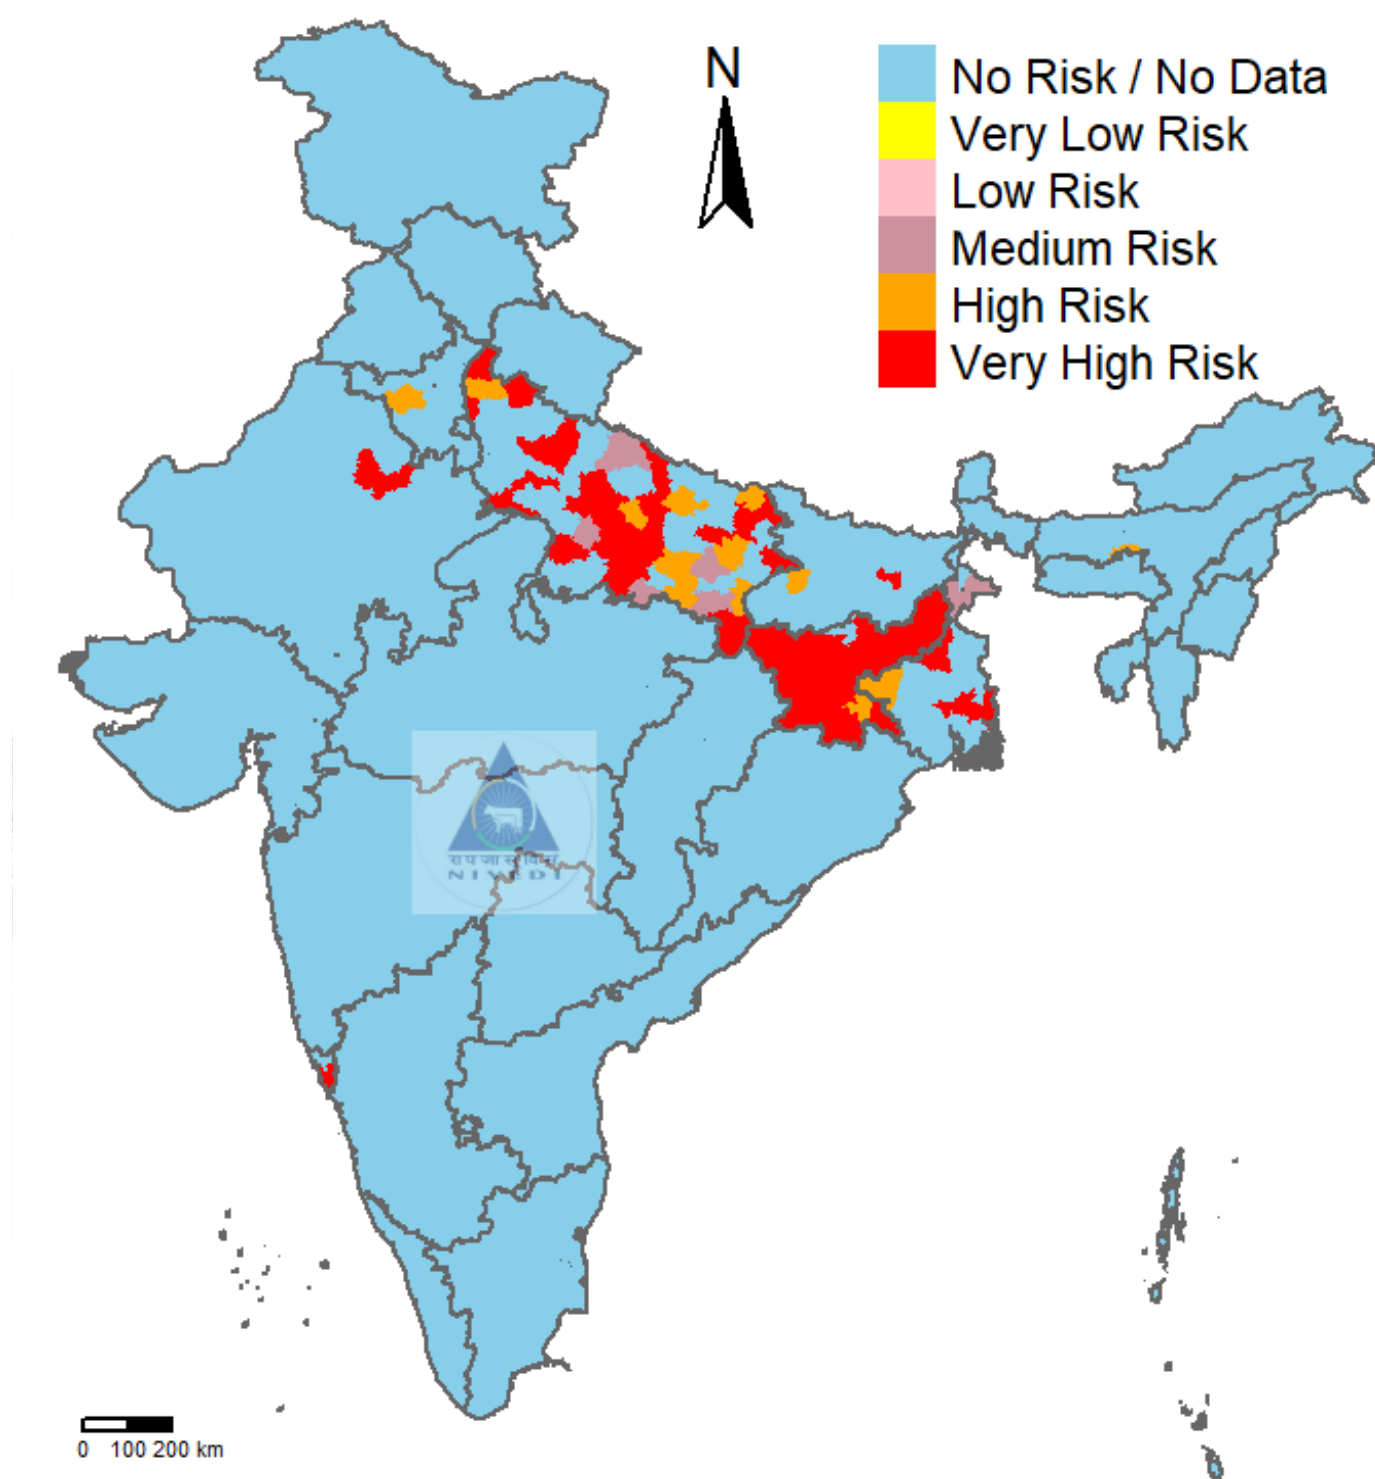 N
No Risk / No Data
Very Low Risk
Low Risk
Medium Risk
High Risk
Very High Risk
NIVEDI
0 100 200 km